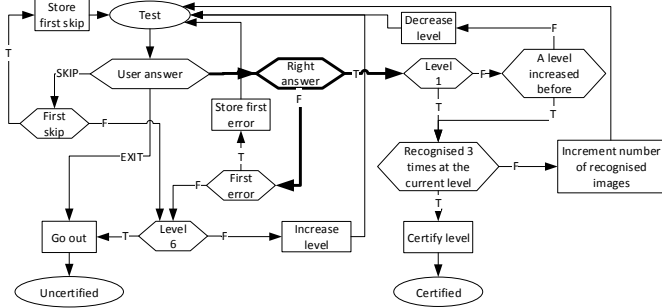 Store
first skip
Test
Decrease
level
F
T
User answer
Right
answer
T
Level
1
F
A level
increased
before
SKIP
First
skip
F
Store first
error
F
T
T
T
EXIT
First
error
F
Recognised 3
times at the
current level
F
Increment number
of recognised
images
T
Go out
T
Level
6
F
Increase
level
Certify level
Uncertified
Certified